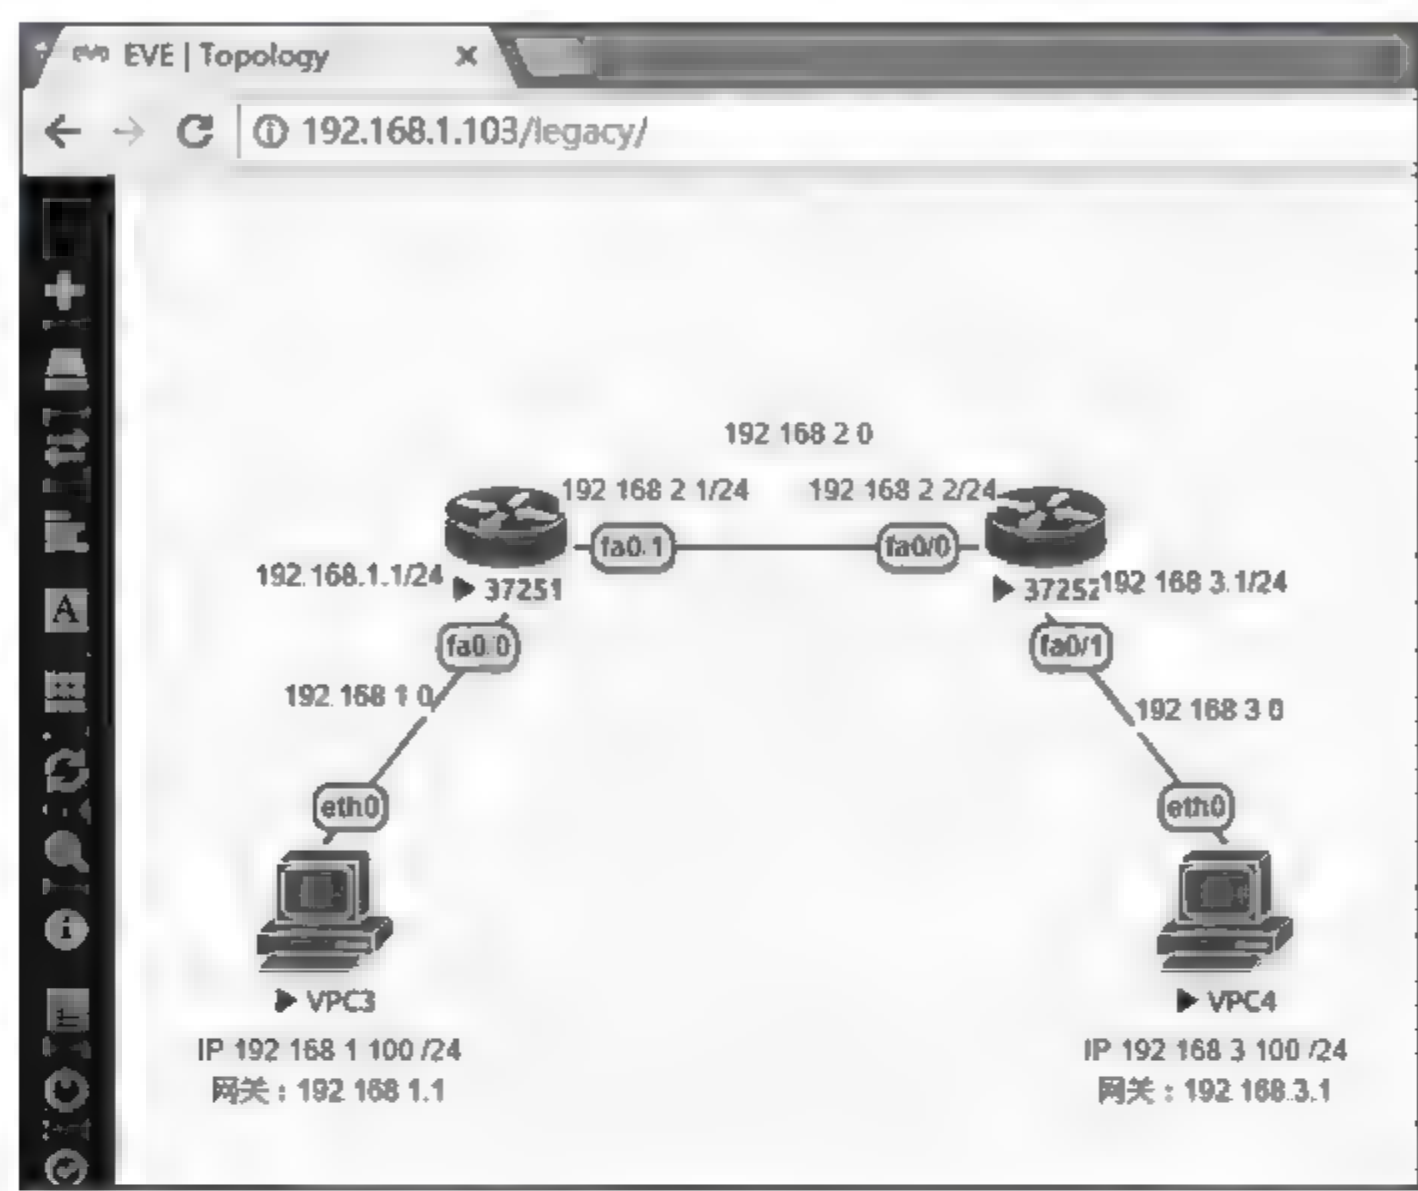 EVE | Topology
192.168.1.103/legacy/
192 168 2 0
192 168 2 1/24
192 168 2 2/24
fa0.1
fa0/0
192.168.1.1/24
37251
37252
192 168 3.1/24
fa0/0
fa0/1
192.168 1 0
192 168 3 0
eth0
eth0
VPC3
VPC4
IP 192 168 1 100 /24
IP 192 168 3 100 /24
网关：192 168 1.1
网关：192 168.3.1